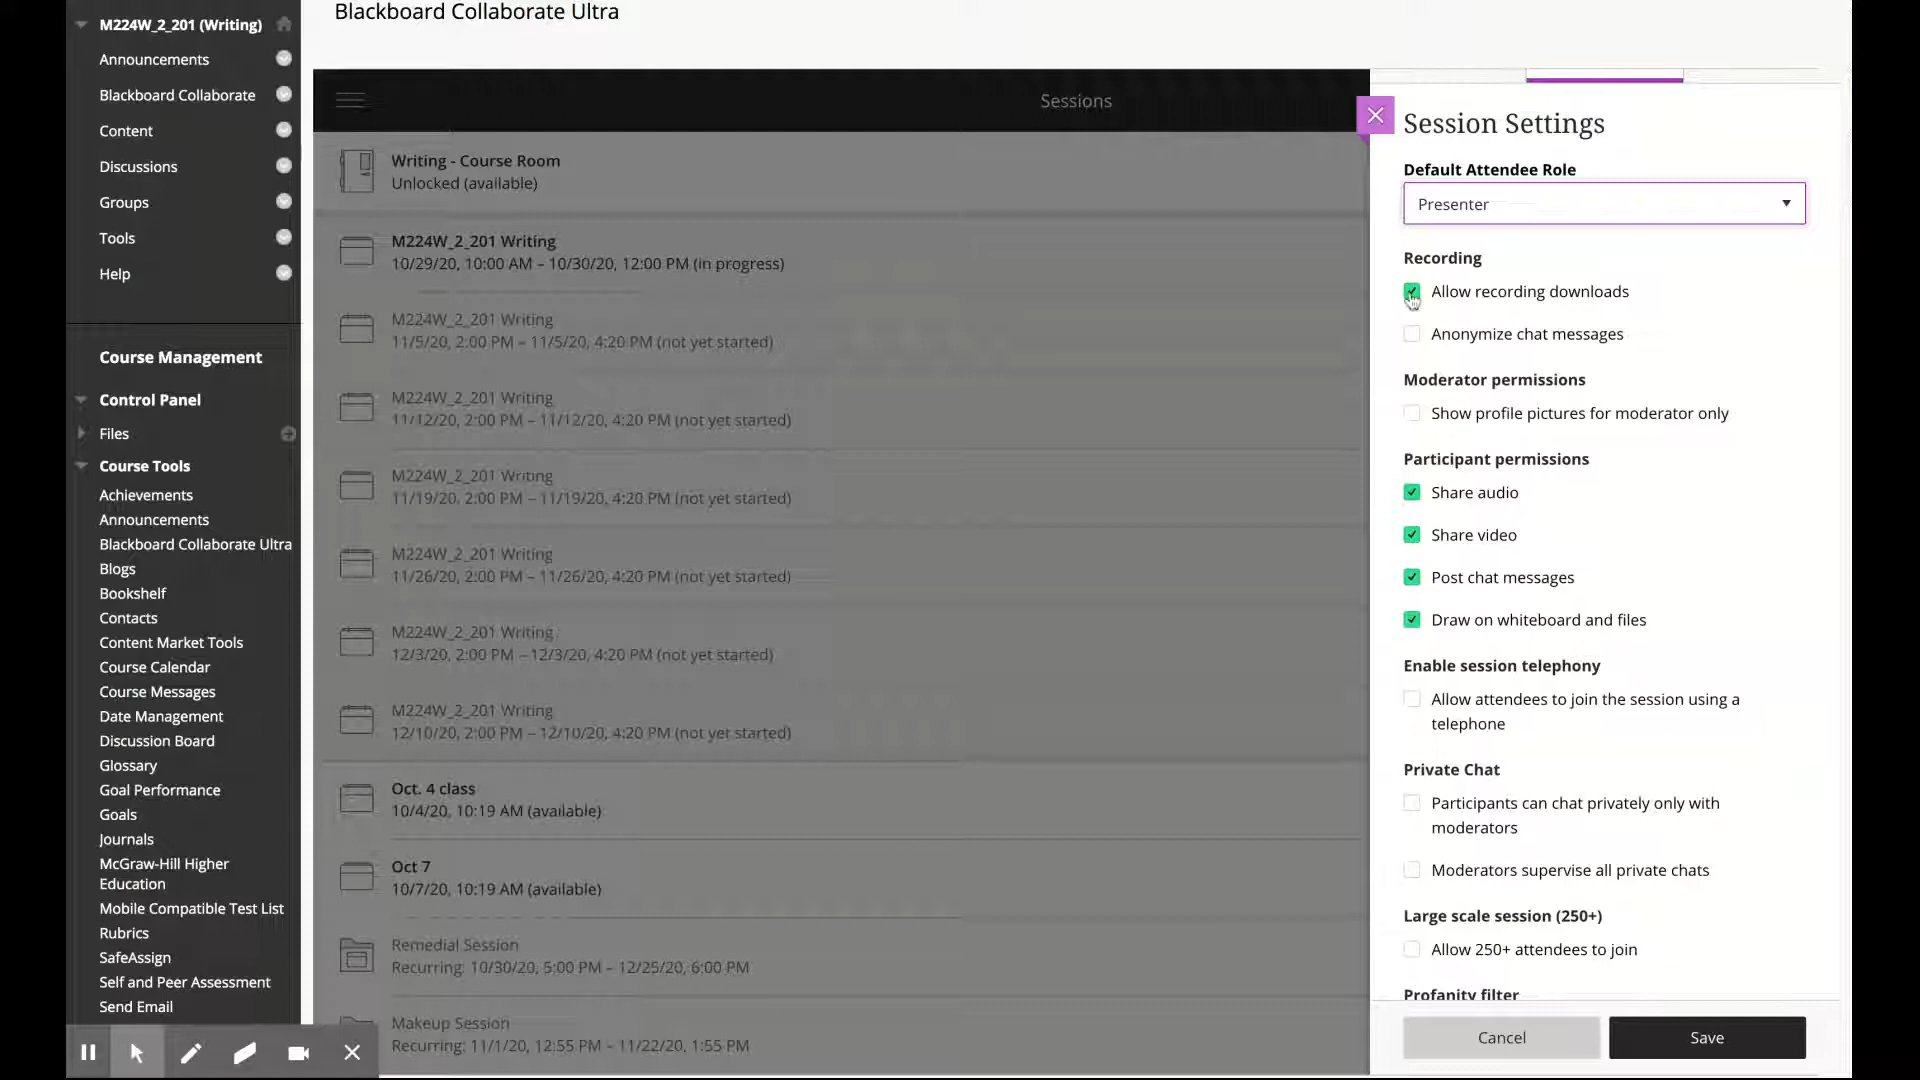 M224W_2_201 (Writing)
Announcements
Blackboard Collaborate
Content
Discussions
Groups
Tools
Help
Course Management
Control Panel
Files
Course Tools
Achievements
Announcements
Blackboard Collaborate Ultra
Blogs
Bookshelf
Contacts
Content Market Tools
Course Calendar
Course Messages
Date Management
Discussion Board
Glossary
Goal Performance
Goals
Journals
McGraw-Hill Higher
Education
Mobile Compatible Test List
Rubrics
SafeAssign
Self and Peer Assessment
Send Email
Blackboard Collaborate Ultra
Sessions
Writing - Course Room
Unlocked (available)
M224W_2_201 Writing
10/29/20, 10:00 AM – 10/30/20, 12:00 PM (in progress)
M224W_2_201 Writing
11/5/20, 2:00 PM – 11/5/20, 4:20 PM (not yet started)
M224W_2_201 Writing
11/12/20, 2:00 PM – 11/12/20, 4:20 PM (not yet started)
M224W_2_201 Writing
11/19/20, 2:00 PM – 11/19/20, 4:20 PM (not yet started)
M224W_2_201 Writing
11/26/20, 2:00 PM – 11/26/20, 4:20 PM (not yet started)
M224W_2_201 Writing
12/3/20, 2:00 PM – 12/3/20, 4:20 PM (not yet started)
M224W_2_201 Writing
12/10/20, 2:00 PM – 12/10/20, 4:20 PM (not yet started)
Oct. 4 class
10/4/20, 10:19 AM (available)
Oct 7
10/7/20, 10:19 AM (available)
Remedial Session
Recurring: 10/30/20, 5:00 PM – 12/25/20, 6:00 PM
Makeup Session
Recurring: 11/1/20, 12:55 PM – 11/22/20, 1:55 PM
Session Settings
Default Attendee Role
Presenter
Recording
Allow recording downloads
Anonymize chat messages
Moderator permissions
Show profile pictures for moderator only
Participant permissions
Share audio
Share video
Post chat messages
Draw on whiteboard and files
Enable session telephony
Allow attendees to join the session using a
telephone
Private Chat
Participants can chat privately only with
moderators
Moderators supervise all private chats
Large scale session (250+)
Allow 250+ attendees to join
Profanity filter
Cancel
Save